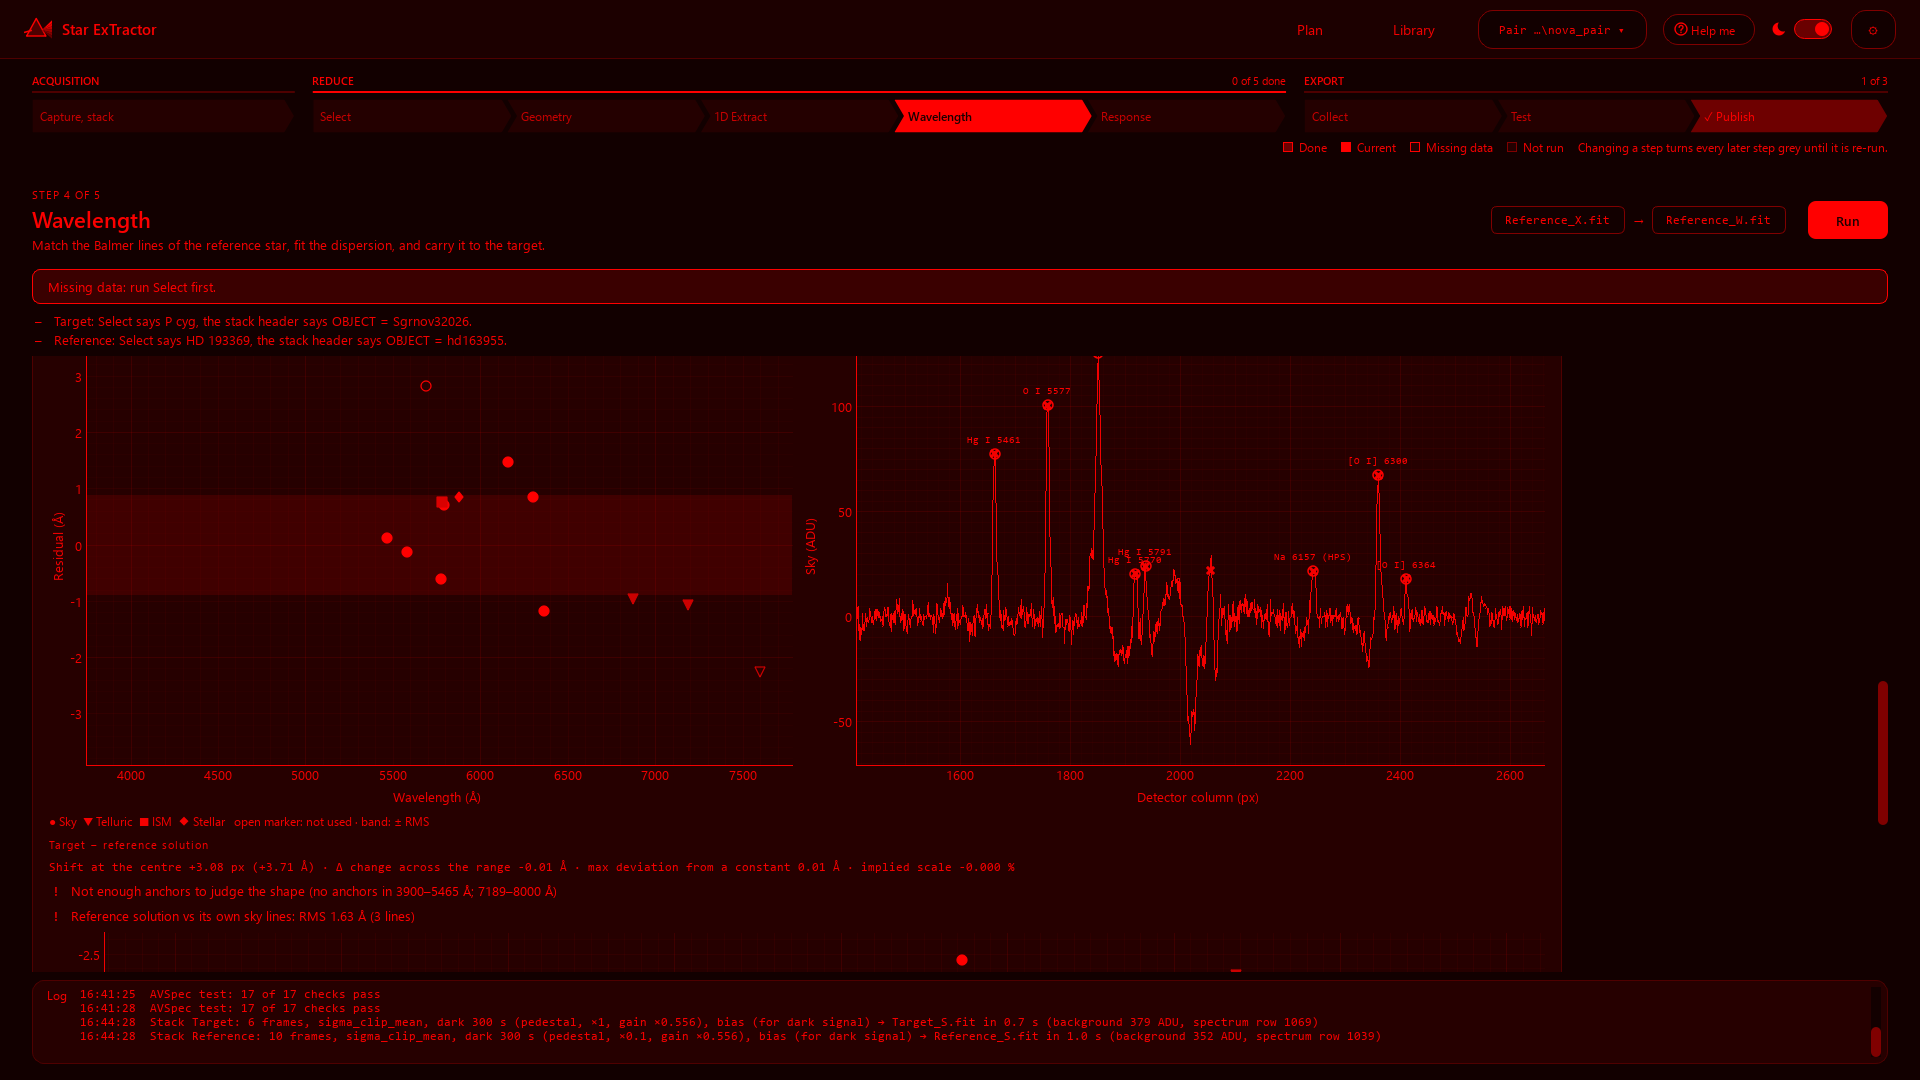 Star ExTractor
Plan
Library
Pair …\nova_pair ▾
Help me
ACQUISITION
REDUCE
0 of 5 done
EXPORT
1 of 3
Capture, stack
Select
Geometry
1D Extract
Wavelength
Response
Collect
Test
✓ Publish
Done
Current
Missing data
Not run
Changing a step turns every later step grey until it is re-run.
STEP 4 OF 5
Wavelength
Reference_X.fit → Reference_W.fit
Run
Match the Balmer lines of the reference star, fit the dispersion, and carry it to the target.
Missing data: run Select first.
– Target: Select says P cyg, the stack header says OBJECT = Sgrnov32026.
– Reference: Select says HD 193369, the stack header says OBJECT = hd163955.
3
2
1
0
-1
-2
-3
Residual (Å)
4000 4500 5000 5500 6000 6500 7000 7500
Wavelength (Å)
100
50
0
-50
Sky (ADU)
O I 5577
Hg I 5461
[O I] 6300
Hg I 5791
Hg I 5770
Na 6157 (HPS)
[O I] 6364
1600 1800 2000 2200 2400 2600
Detector column (px)
● Sky ▼ Telluric ■ ISM ◆ Stellar open marker: not used · band: ± RMS
Target − reference solution
Shift at the centre +3.08 px (+3.71 Å) · Δ change across the range -0.01 Å · max deviation from a constant 0.01 Å · implied scale -0.000 %
! Not enough anchors to judge the shape (no anchors in 3900–5465 Å; 7189–8000 Å)
! Reference solution vs its own sky lines: RMS 1.63 Å (3 lines)
-2.5
Log
16:41:25 AVSpec test: 17 of 17 checks pass
16:41:28 AVSpec test: 17 of 17 checks pass
16:44:28 Stack Target: 6 frames, sigma_clip_mean, dark 300 s (pedestal, ×1, gain ×0.556), bias (for dark signal) → Target_S.fit in 0.7 s (background 379 ADU, spectrum row 1069)
16:44:28 Stack Reference: 10 frames, sigma_clip_mean, dark 300 s (pedestal, ×0.1, gain ×0.556), bias (for dark signal) → Reference_S.fit in 1.0 s (background 352 ADU, spectrum row 1039)